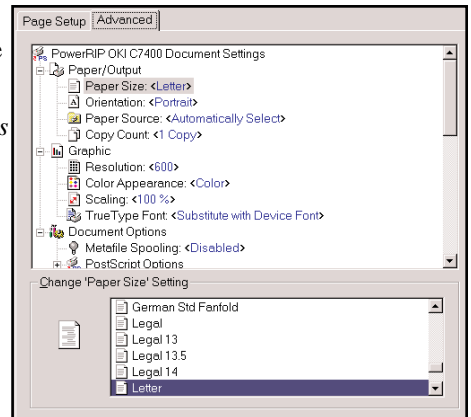 Page Setup Advanced
e
s
PowerRIP OKI C7400 Document Settings
Paper/Output
Paper Size: <Letter>
Orientation: <Portrait>
Paper Source: <Automatically Select>
Copy Count: <1 Copy>
Graphic
Resolution: <600>
Color Appearance: <Color>
Scaling: <100 %>
TrueType Font: <Substitute with Device Font>
Document Options
Metafile Spooling: <Disabled>
PostScript Options
Change 'Paper Size' Setting
German Std Fanfold
Legal
Legal 13
Legal 13.5
Legal 14
Letter